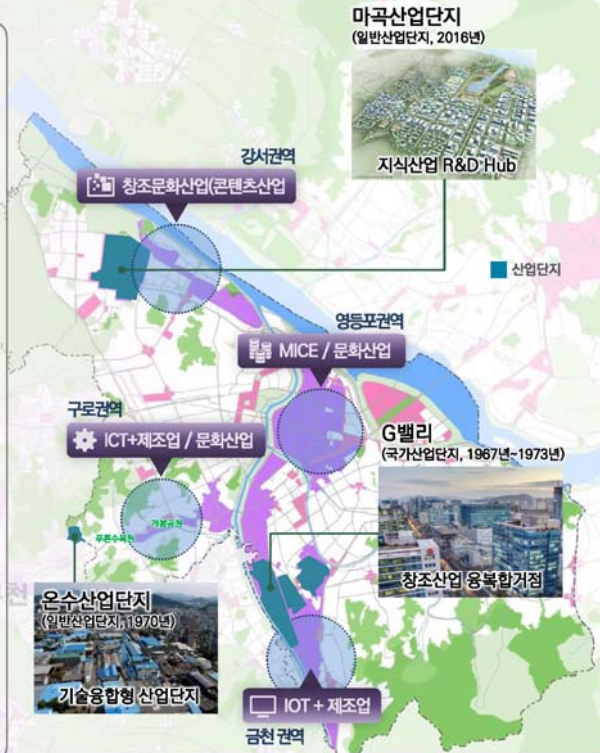 마곡산업단지
(일반산업단지, 2016년)
지식산업 R&D Hub
강서권역
창조문화산업(콘텐츠산업
산업단지
영등포권역
MICE / 문화산업
구로권역
ICT+제조업 / 문화산업
G밸리
(국가산업단지, 1967년~1973년)
개봉공원
푸른수목원
창조산업 융복합거점
천
온수산업단지
(일반산업단지, 1970년)
기술융합형 산업단지
IOT + 제조업
금천 권역